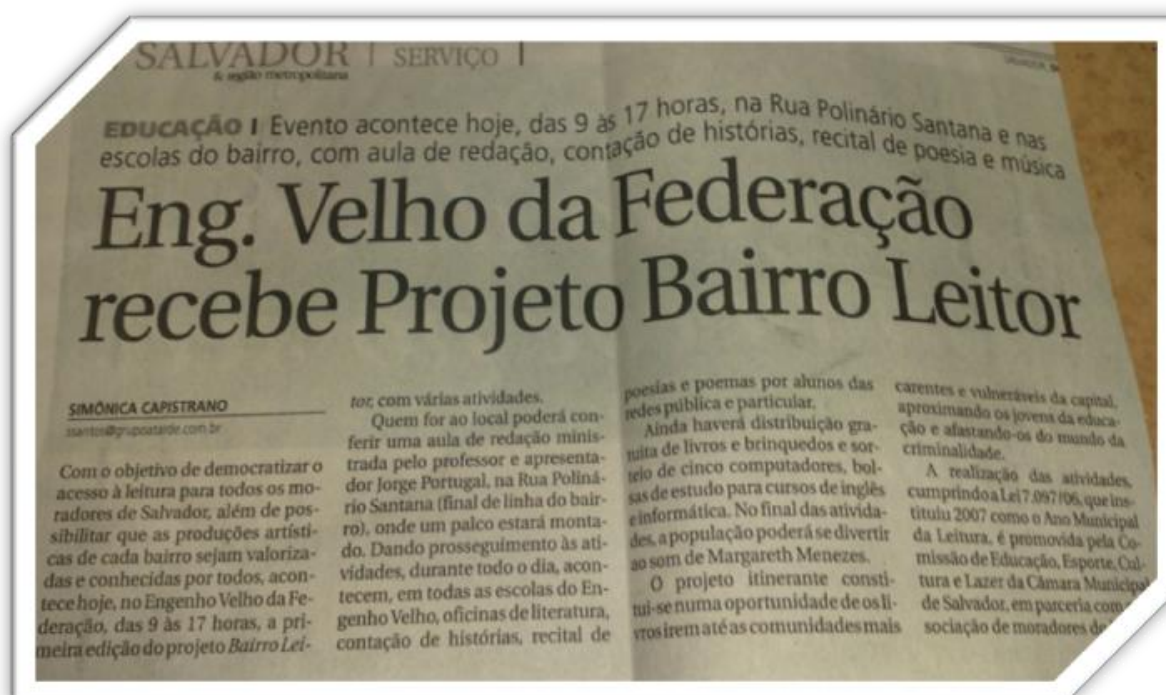 SALVADOR | SERVIÇO |
& região metropolitana
EDUCAÇÃO I Evento acontece hoje, das 9 às 17 horas, na Rua Polinário Santana e nas
escolas do bairro, com aula de redação, contação de histórias, recital de poesia e música
Eng. Velho da Federação
recebe Projeto Bairro Leitor
SIMÔNICA CAPISTRANO
ssantos@grupoatarde.com.br
Com o objetivo de democratizar o
acesso à leitura para todos os mo-
radores de Salvador, além de pos-
sibilitar que as produções artísti-
cas de cada bairro sejam valoriza-
das e conhecidas por todos, acon-
tece hoje, no Engenho Velho da Fe-
deração, das 9 às 17 horas, a pri-
meira edição do projeto Bairro Lei-
tor, com várias atividades.
Quem for ao local poderá con-
ferir uma aula de redação minis-
trada pelo professor e apresenta-
dor Jorge Portugal, na Rua Poliná-
rio Santana (final de linha do bair-
ro), onde um palco estará monta-
do. Dando prosseguimento às ati-
vidades, durante todo o dia, acon-
tecem, em todas as escolas do En-
genho Velho, oficinas de literatura,
contação de histórias, recital de
poesias e poemas por alunos das
redes pública e particular.
Ainda haverá distribuição gra-
tuita de livros e brinquedos e sor-
teio de cinco computadores, bol-
sas de estudo para cursos de inglês
e informática. No final das ativida-
des, a população poderá se divertir
ao som de Margareth Menezes.
O projeto itinerante consti-
tui-se numa oportunidade de os li-
vros irem até as comunidades mais
carentes e vulneráveis da capital,
aproximando os jovens da educa-
ção e afastando-os do mundo da
criminalidade.
A realização das atividades,
cumprindo a Lei 7.097/06, que ins-
tituiu 2007 como o Ano Municipal
da Leitura, é promovida pela Co-
missão de Educação, Esporte, Cul-
tura e Lazer da Câmara Municipal
de Salvador, em parceria com
sociação de moradores do